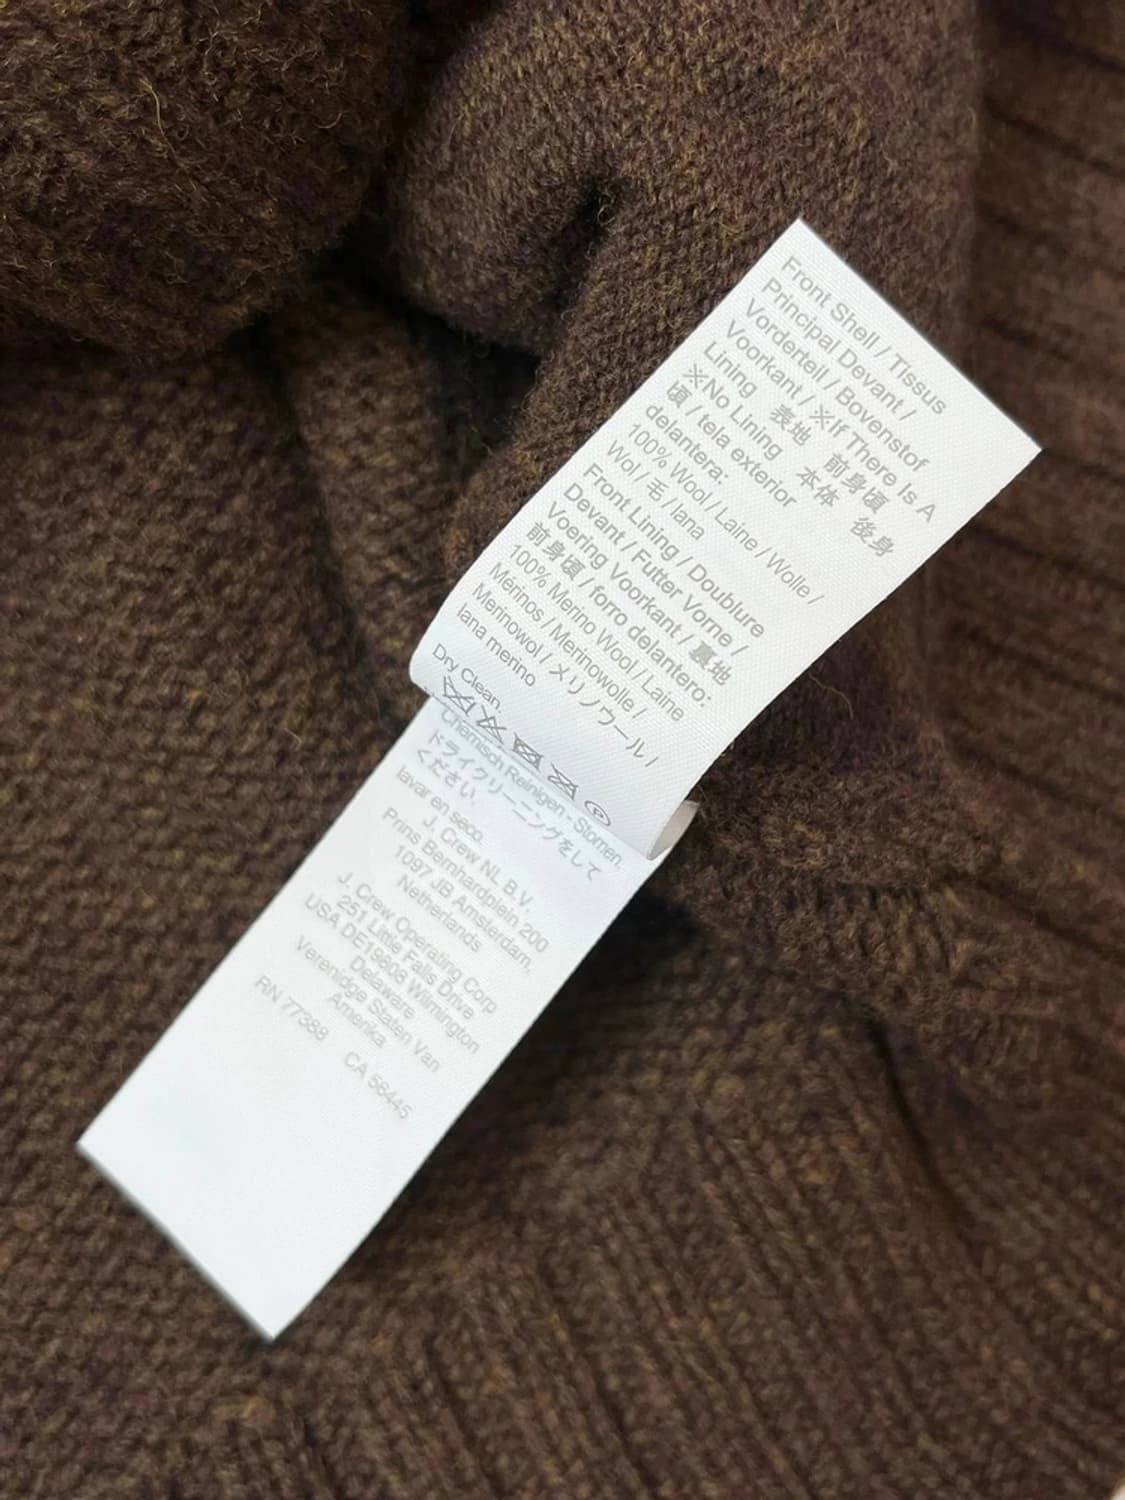 Front Shell / Tissus
Principal Devant /
Vorderteil / Bovenstof
Voorkant / ※If There Is A
Lining 表地 前身頃
※No Lining 本体 後身
頃 / tela exterior
delantera:
100% Wool / Laine / Wolle /
Wol / 毛 / lana
Front Lining / Doublure
Devant / Futter Vorne /
Voering Voorkant / 裏地
前身頃 / forro delantero:
100% Merino Wool / Laine
Mérinos / Merinowolle /
Merinowol / メリノウール /
lana merino
Dry Clean.
P
Chemisch Reinigen - Stomen.
ドライクリーニングをして
ください.
lavar en seco.
J. Crew NL B.V.
Prins Bernhardplein 200
1097 JB Amsterdam,
Netherlands
J. Crew Operating Corp
251 Little Falls Drive
USA DE 19808 Wilmington
Delaware
Verenidge Staten Van
Amerika
RN 77388 CA 56445